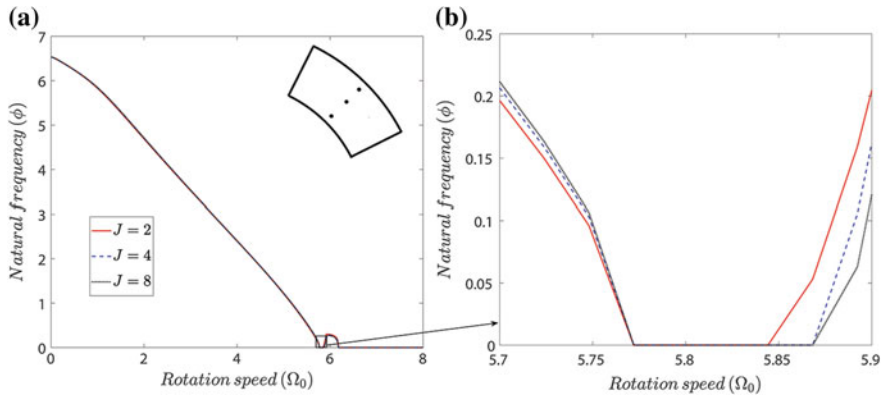 (a)
7
6
5
4
3
2
1
0
Natural frequency (ϕ)
J = 2
J = 4
J = 8
0 2 4 6 8
Rotation speed (Ω₀)
(b)
0.25
0.2
0.15
0.1
0.05
0
Natural frequency (ϕ)
5.7 5.75 5.8 5.85 5.9
Rotation speed (Ω₀)